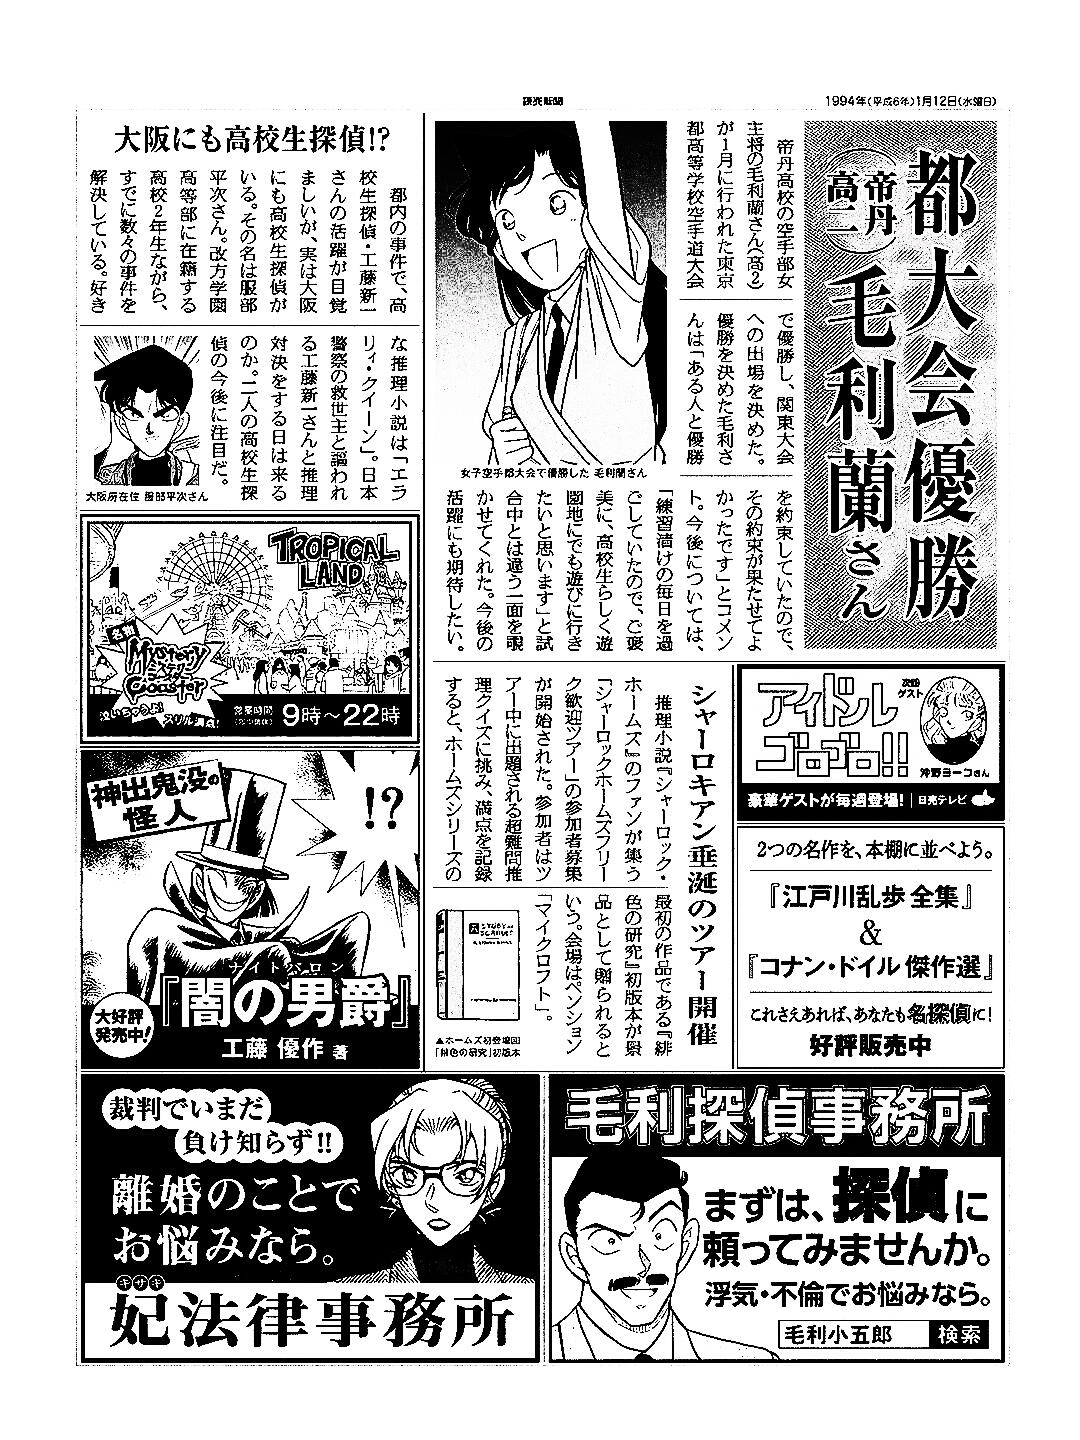 読売新聞
1994年(平成6年)1月12日(水曜日)
都大会優勝
(帝丹高二)毛利蘭さん
帝丹高校の空手部女
主将の毛利蘭さん(高2)
が1月に行われた東京
都高等学校空手道大会
で優勝し、関東大会
への出場を決めた。
優勝を決めた毛利さ
んは「ある人と優勝
を約束していたので、
その約束が果たせてよ
かったです」とコメン
ト。今後については、
「練習漬けの毎日を過
ごしていたので、ご褒
美に、高校生らしく遊
園地にでも遊びに行き
たいと思います」と試
合中とは違う一面を覗
かせてくれた。今後の
活躍にも期待したい。
女子空手都大会で優勝した 毛利蘭さん
大阪にも高校生探偵!?
都内の事件で、高
校生探偵・工藤新一
さんの活躍が目覚
ましいが、実は大阪
にも高校生探偵が
いる。その名は服部
平次さん。改方学園
高等部に在籍する
高校2年生ながら、
すでに数々の事件を
解決している。好き
な推理小説は「エラ
リィ・クイーン」。日本
警察の救世主と謳われ
る工藤新一さんと推理
対決をする日は来る
のか。二人の高校生探
偵の今後に注目だ。
大阪府在住 服部平次さん
TROPICAL
LAND
名物
Mystery
ミステリー
コースター
Coaster
泣いちゃうよ!
スリル満点!
営業時間
9時〜22時
アイドル
ゴロゴロ!!
次回
ゲスト
沖野ヨーコさん
豪華ゲストが毎週登場!
日売テレビ
シャーロキアン垂涎のツアー開催
推理小説『シャーロック・
ホームズ』のファンが集う
「シャーロックホームズフリー
ク歓迎ツアー」の参加者募集
が開始された。参加者はツ
アー中に出題される超難問推
理クイズに挑み、満点を記録
すると、ホームズシリーズの
最初の作品である『緋
色の研究』初版本が景
品として贈られると
いう。会場はペンション
「マイクロフト」。
A STUDY IN
SCARLET
▲ホームズ初登場回
「緋色の研究」初版本
2つの名作を、本棚に並べよう。
『江戸川乱歩 全集』
&
『コナン・ドイル 傑作選』
これさえあれば、あなたも名探偵に!
好評販売中
神出鬼没の
怪人
!?
ナイトバロン
『闇の男爵』
大好評
発売中!
工藤 優作 著
裁判でいまだ
負け知らず!!
離婚のことで
お悩みなら。
キサキ
妃法律事務所
毛利探偵事務所
まずは、探偵に
頼ってみませんか。
浮気・不倫でお悩みなら。
毛利小五郎 検索